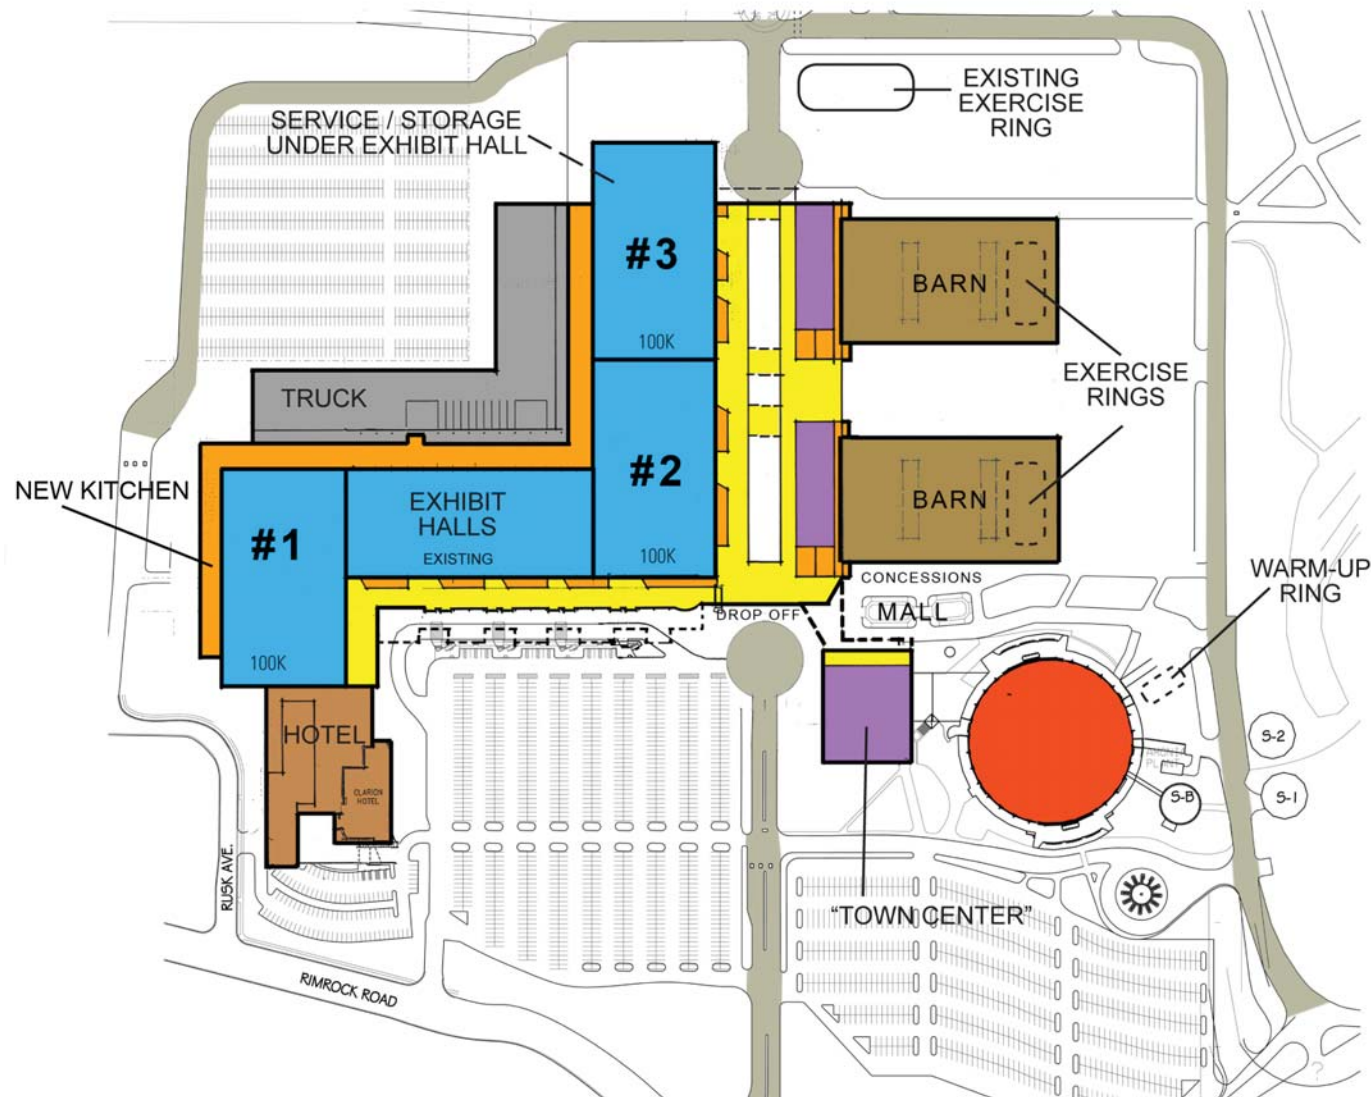 EXISTING
EXERCISE
RING
SERVICE / STORAGE
UNDER EXHIBIT HALL
#3
100K
BARN
EXERCISE
RINGS
TRUCK
#2
100K
BARN
NEW KITCHEN
EXHIBIT
HALLS
EXISTING
#1
100K
CONCESSIONS
MALL
DROP OFF
WARM-UP
RING
HOTEL
CLARION
HOTEL
S-2
S-B
S-1
"TOWN CENTER"
RUSK AVE.
RIMROCK ROAD